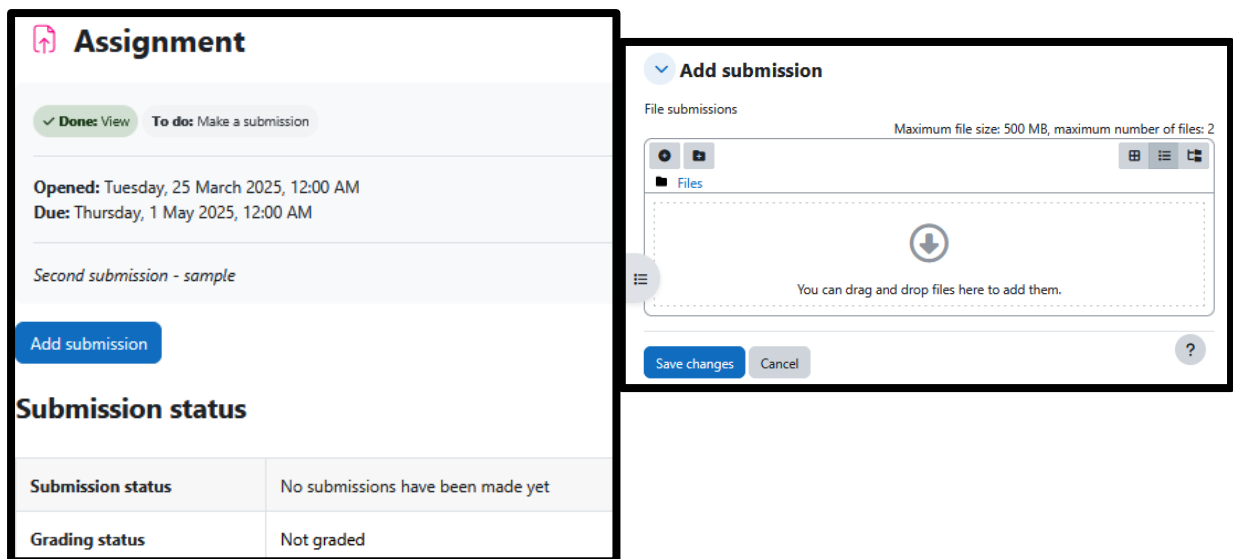 Assignment
✓ Done: View To do: Make a submission
Opened: Tuesday, 25 March 2025, 12:00 AM
Due: Thursday, 1 May 2025, 12:00 AM
Second submission - sample
Add submission
Submission status
Submission status No submissions have been made yet
Grading status Not graded
Add submission
File submissions
Maximum file size: 500 MB, maximum number of files: 2
Files
You can drag and drop files here to add them.
Save changes Cancel
?